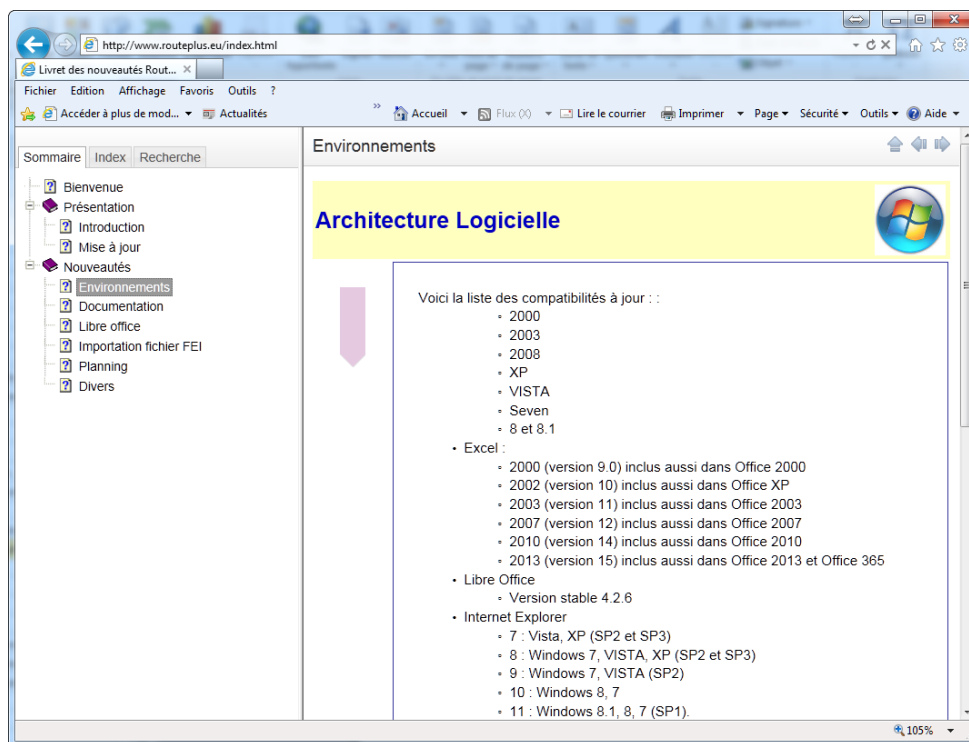 http://www.routeplus.eu/index.html
Livret des nouveautés Rout...
Fichier Edition Affichage Favoris Outils ?
Accéder à plus de mod... Actualités » Accueil Flux (X) Lire le courrier Imprimer Page Sécurité Outils Aide
Sommaire Index Recherche
Bienvenue
Présentation
Introduction
Mise à jour
Nouveautés
Environnements
Documentation
Libre office
Importation fichier FEI
Planning
Divers
Environnements
Architecture Logicielle
Voici la liste des compatibilités à jour : :
2000
2003
2008
XP
VISTA
Seven
8 et 8.1
Excel :
2000 (version 9.0) inclus aussi dans Office 2000
2002 (version 10) inclus aussi dans Office XP
2003 (version 11) inclus aussi dans Office 2003
2007 (version 12) inclus aussi dans Office 2007
2010 (version 14) inclus aussi dans Office 2010
2013 (version 15) inclus aussi dans Office 2013 et Office 365
Libre Office
Version stable 4.2.6
Internet Explorer
7 : Vista, XP (SP2 et SP3)
8 : Windows 7, VISTA, XP (SP2 et SP3)
9 : Windows 7, VISTA (SP2)
10 : Windows 8, 7
11 : Windows 8.1, 8, 7 (SP1).
105%